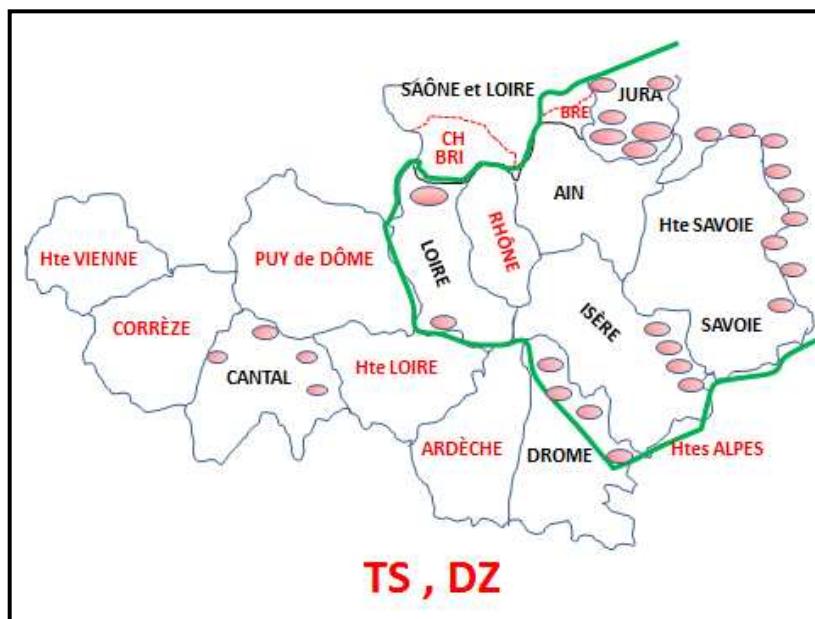 SAÔNE et LOIRE
JURA
BRE
CH
BRI
AIN
RHÔNE
Hte SAVOIE
Hte VIENNE
PUY de DÔME
LOIRE
ISÈRE
CORRÈZE
SAVOIE
CANTAL
Hte LOIRE
ARDÈCHE
DROME
Htes ALPES
TS , DZ